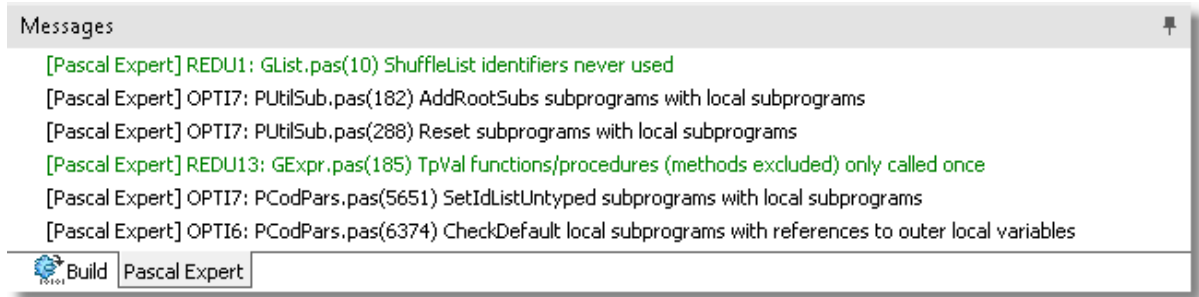 Messages
[Pascal Expert] REDU1: GList.pas(10) ShuffleList identifiers never used
[Pascal Expert] OPTI7: PUtilSub.pas(182) AddRootSubs subprograms with local subprograms
[Pascal Expert] OPTI7: PUtilSub.pas(288) Reset subprograms with local subprograms
[Pascal Expert] REDU13: GExpr.pas(185) TpVal functions/procedures (methods excluded) only called once
[Pascal Expert] OPTI7: PCodPars.pas(5651) SetIdListUntyped subprograms with local subprograms
[Pascal Expert] OPTI6: PCodPars.pas(6374) CheckDefault local subprograms with references to outer local variables
Build Pascal Expert